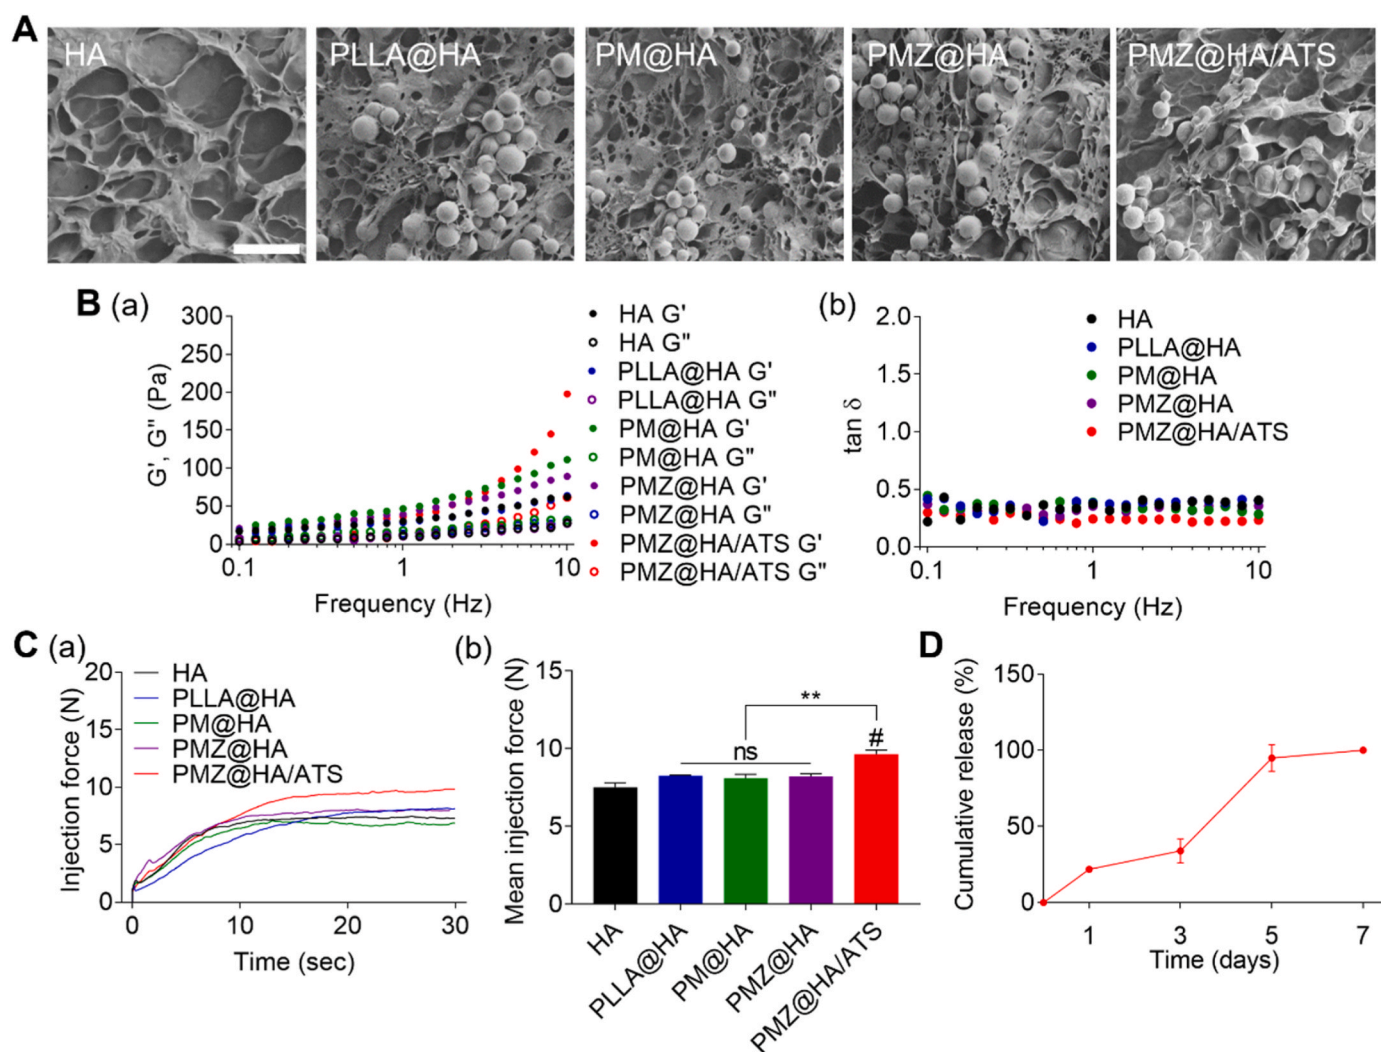 A
HA
PLLA@HA
PM@HA
PMZ@HA
PMZ@HA/ATS
B (a)
G', G" (Pa)
300
250
200
150
100
50
0
0.1
1
10
Frequency (Hz)
HA G'
HA G"
PLLA@HA G'
PLLA@HA G"
PM@HA G'
PM@HA G"
PMZ@HA G'
PMZ@HA G"
PMZ@HA/ATS G'
PMZ@HA/ATS G"
(b)
tan δ
2.0
1.5
1.0
0.5
0.0
0.1
1
10
Frequency (Hz)
HA
PLLA@HA
PM@HA
PMZ@HA
PMZ@HA/ATS
C (a)
Injection force (N)
20
15
10
5
0
0
10
20
30
Time (sec)
HA
PLLA@HA
PM@HA
PMZ@HA
PMZ@HA/ATS
(b)
Mean injection force (N)
15
10
5
0
**
ns
#
HA
PLLA@HA
PM@HA
PMZ@HA
PMZ@HA/ATS
D
Cumulative release (%)
150
100
50
0
1
3
5
7
Time (days)